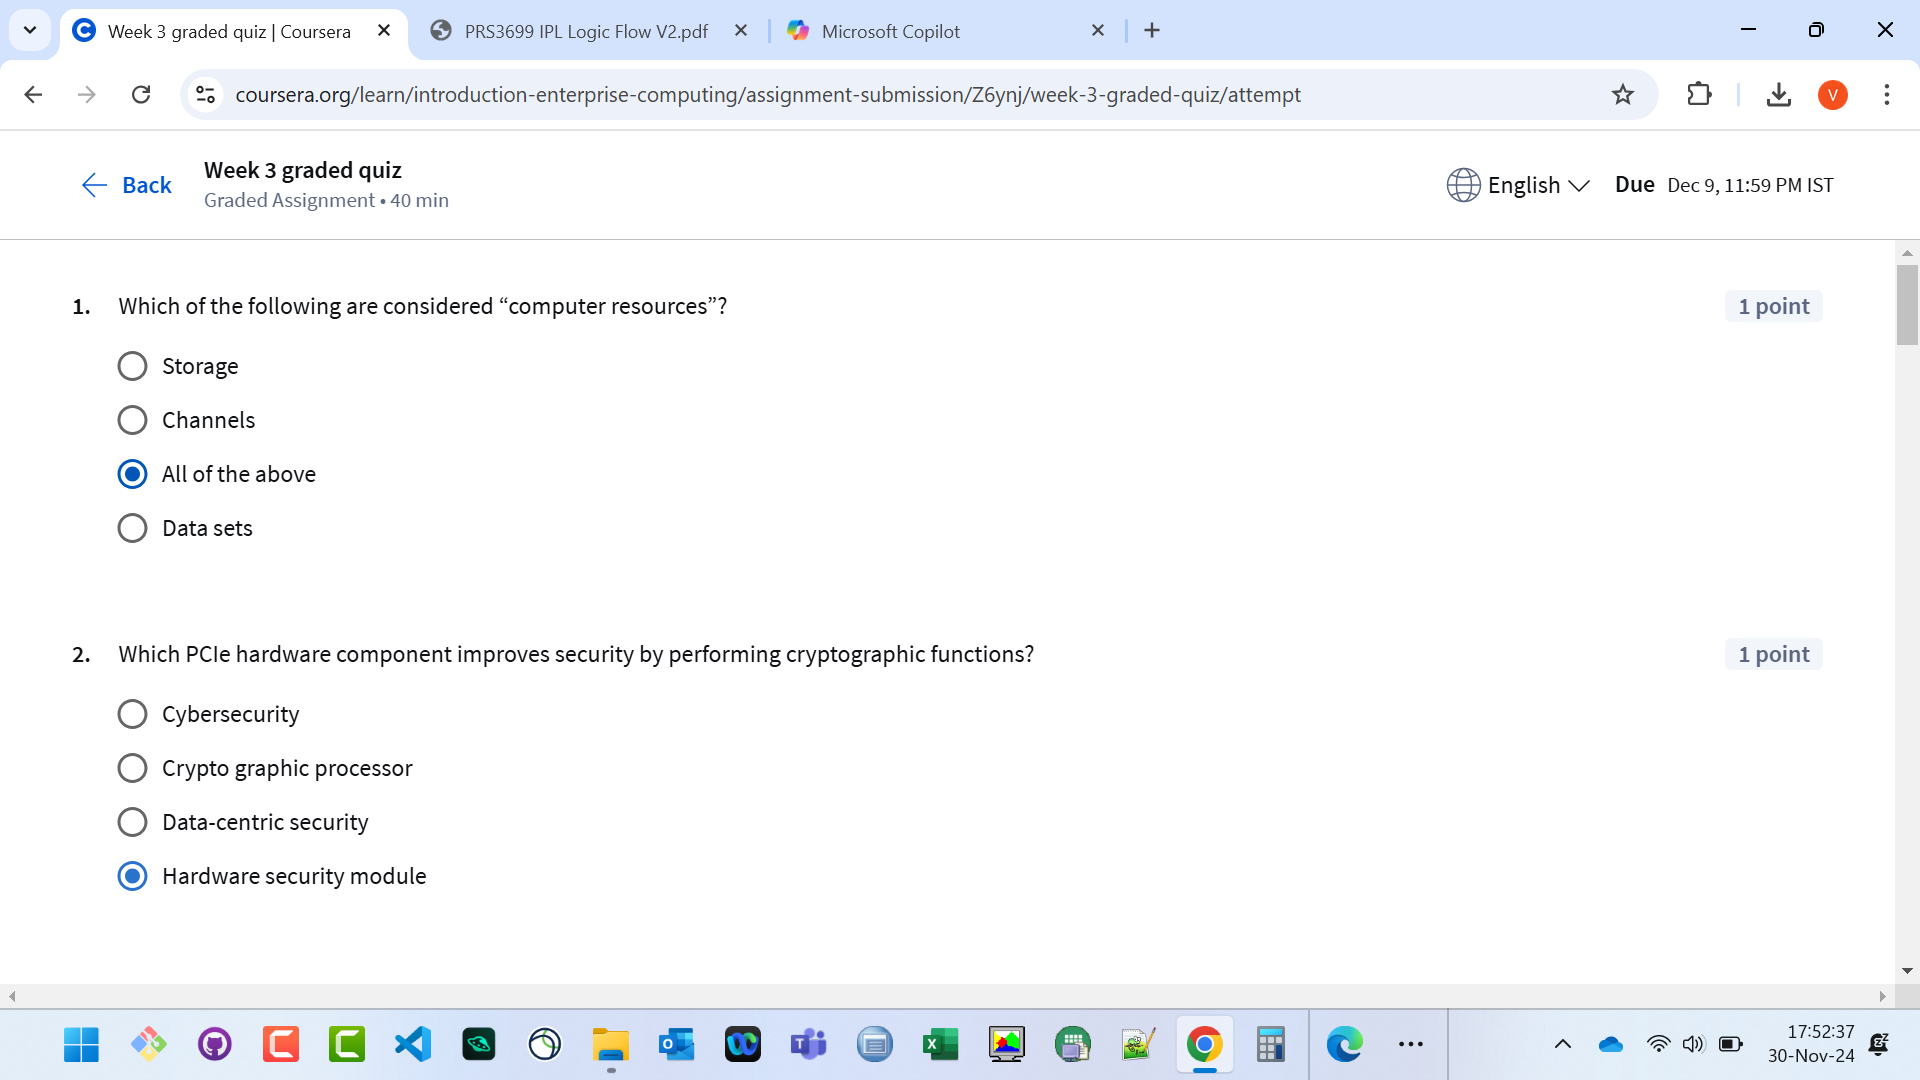 Week 3 graded quiz | Coursera
PRS3699 IPL Logic Flow V2.pdf
Microsoft Copilot
coursera.org/learn/introduction-enterprise-computing/assignment-submission/Z6ynj/week-3-graded-quiz/attempt
V
Back
Week 3 graded quiz
Graded Assignment • 40 min
English
Due Dec 9, 11:59 PM IST
1. Which of the following are considered “computer resources”?
1 point
Storage
Channels
All of the above
Data sets
2. Which PCIe hardware component improves security by performing cryptographic functions?
1 point
Cybersecurity
Crypto graphic processor
Data-centric security
Hardware security module
17:52:37
30-Nov-24